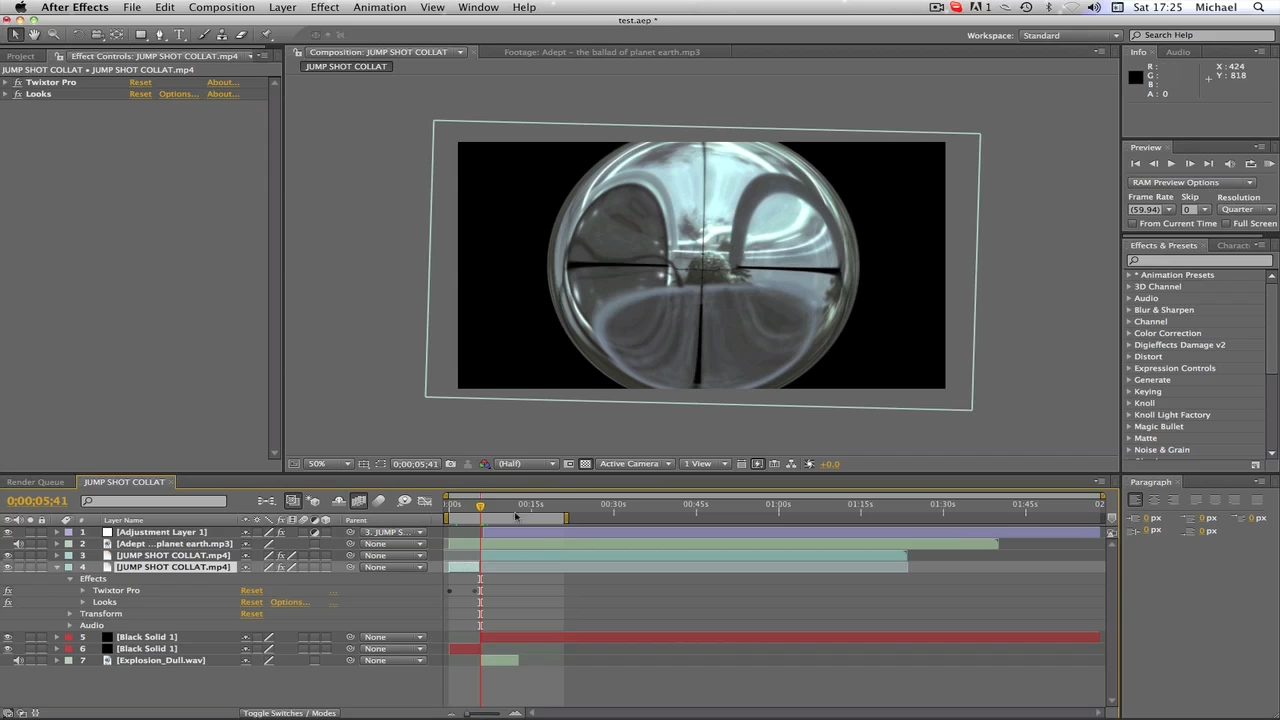 After Effects File Edit Composition Layer Effect Animation View Window Help 1 Sat 17:25 Michael
test.aep *
Workspace: Standard Search Help
Project Effect Controls: JUMP SHOT COLLAT.mp4
JUMP SHOT COLLAT • JUMP SHOT COLLAT.mp4
Twixtor Pro Reset About...
Looks Reset Options... About...
Composition: JUMP SHOT COLLAT Footage: Adept – the ballad of planet earth.mp3
JUMP SHOT COLLAT
Info Audio
R: X: 424
G: Y: 818
B:
A: 0
Preview
RAM Preview Options
Frame Rate Skip Resolution
(59.94) 0 Quarter
From Current Time Full Screen
Effects & Presets Charact
* Animation Presets
3D Channel
Audio
Blur & Sharpen
Channel
Color Correction
Digieffects Damage v2
Distort
Expression Controls
Generate
Keying
Knoll
Knoll Light Factory
Magic Bullet
Matte
Noise & Grain
50% 0;00;05;41 (Half) Active Camera 1 View +0.0
Render Queue JUMP SHOT COLLAT
0;00;05;41
:00s 00:15s 00:30s 00:45s 01:00s 01:15s 01:30s 01:45s 02
# Layer Name Parent
1 [Adjustment Layer 1] 3. JUMP S...
2 [Adept ...planet earth.mp3] None
3 [JUMP SHOT COLLAT.mp4] None
4 [JUMP SHOT COLLAT.mp4] None
Effects
Twixtor Pro Reset ...
Looks Reset Options... ...
Transform Reset
Audio
5 [Black Solid 1] None
6 [Black Solid 1] None
7 [Explosion_Dull.wav] None
Toggle Switches / Modes
Paragraph
0 px 0 px 0 px
0 px 0 px